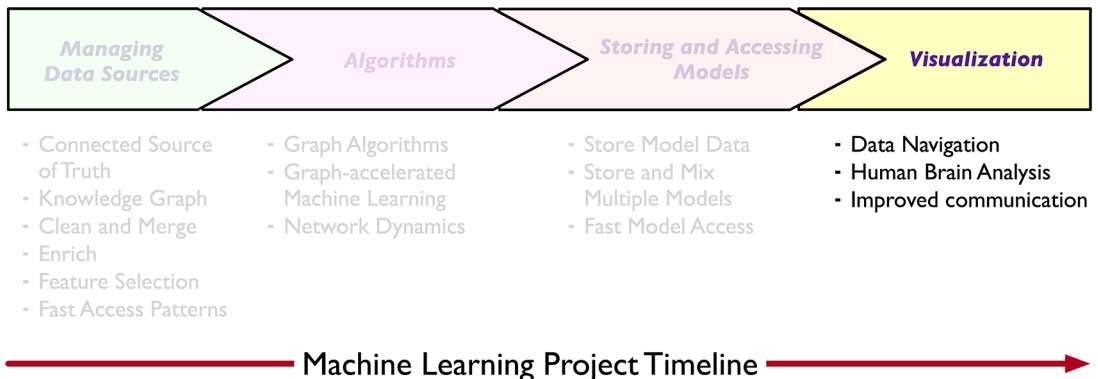 Managing
Data Sources
Algorithms
Storing and Accessing
Models
Visualization
- Connected Source
of Truth
- Knowledge Graph
- Clean and Merge
- Enrich
- Feature Selection
- Fast Access Patterns
- Graph Algorithms
- Graph-accelerated
Machine Learning
- Network Dynamics
- Store Model Data
- Store and Mix
Multiple Models
- Fast Model Access
- Data Navigation
- Human Brain Analysis
- Improved communication
Machine Learning Project Timeline